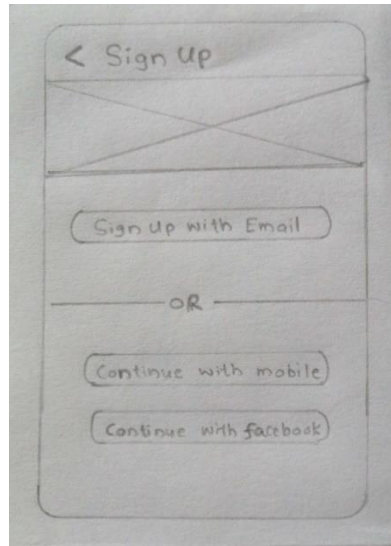 < Sign Up
Sign Up with Email
OR
Continue with mobile
Continue with facebook